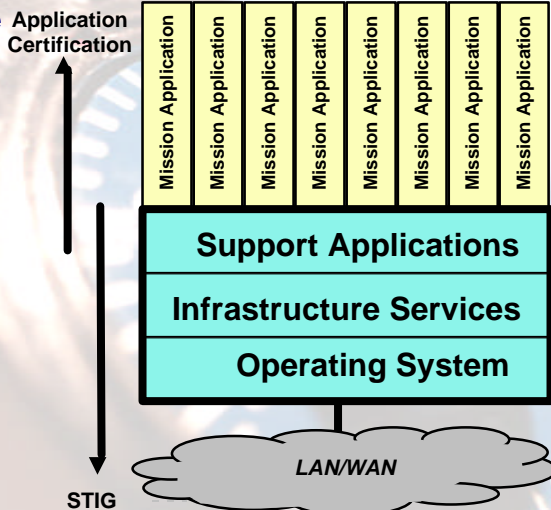 Application
Certification
Mission Application
Mission Application
Mission Application
Mission Application
Mission Application
Mission Application
Mission Application
Mission Application
Support Applications
Infrastructure Services
Operating System
LAN/WAN
STIG